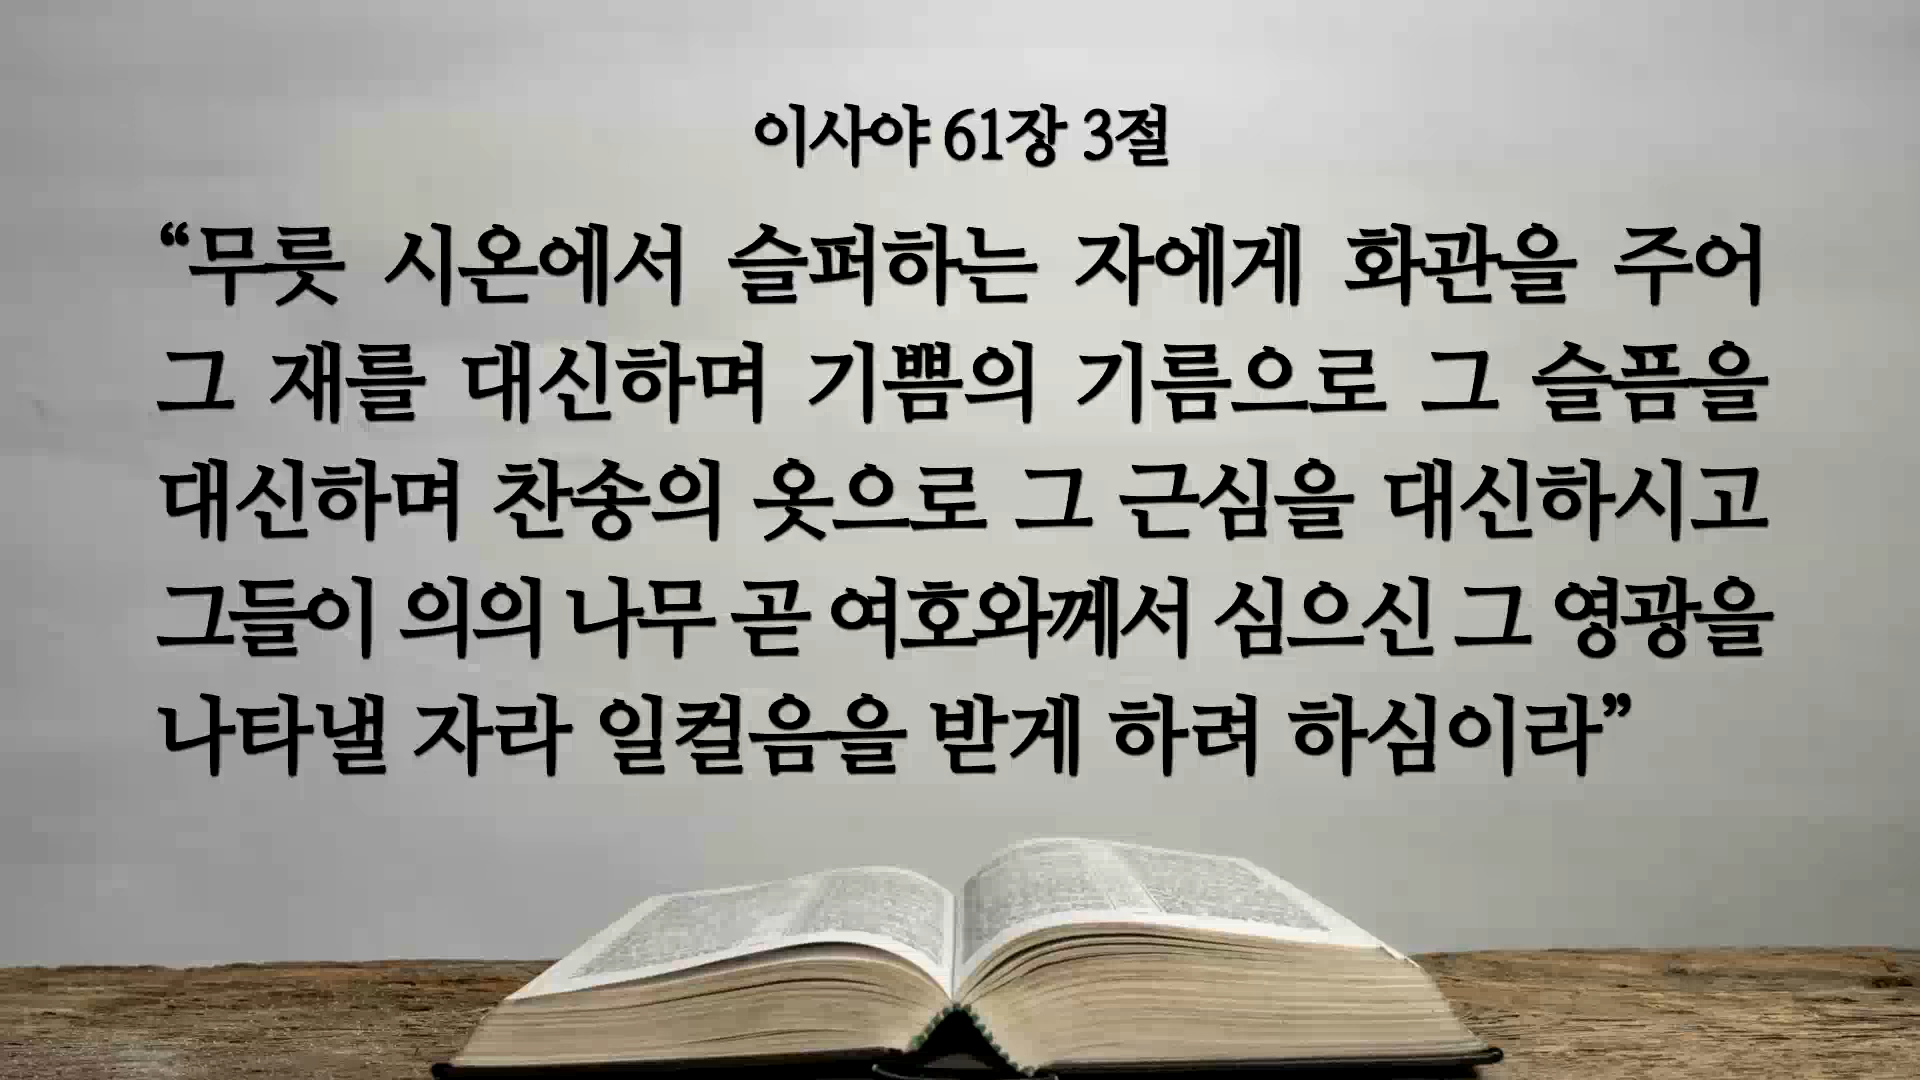 이사야 61장 3절
“무릇 시온에서 슬퍼하는 자에게 화관을 주어
그 재를 대신하며 기쁨의 기름으로 그 슬픔을
대신하며 찬송의 옷으로 그 근심을 대신하시고
그들이 의의 나무 곧 여호와께서 심으신 그 영광을
나타낼 자라 일컬음을 받게 하려 하심이라”